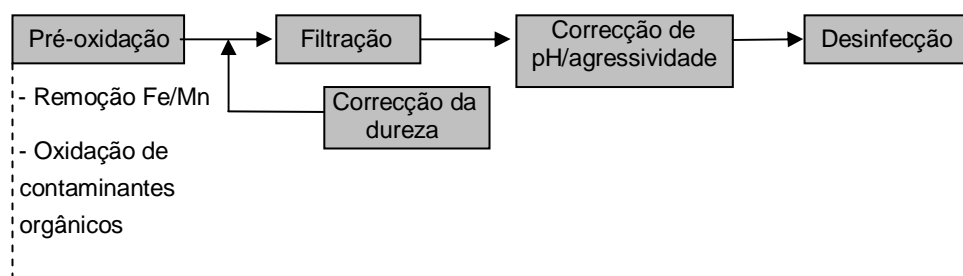 Pré-oxidação
Filtração
Correcção de
pH/agressividade
Desinfecção
- Remoção Fe/Mn
Correcção da
dureza
- Oxidação de
contaminantes
orgânicos